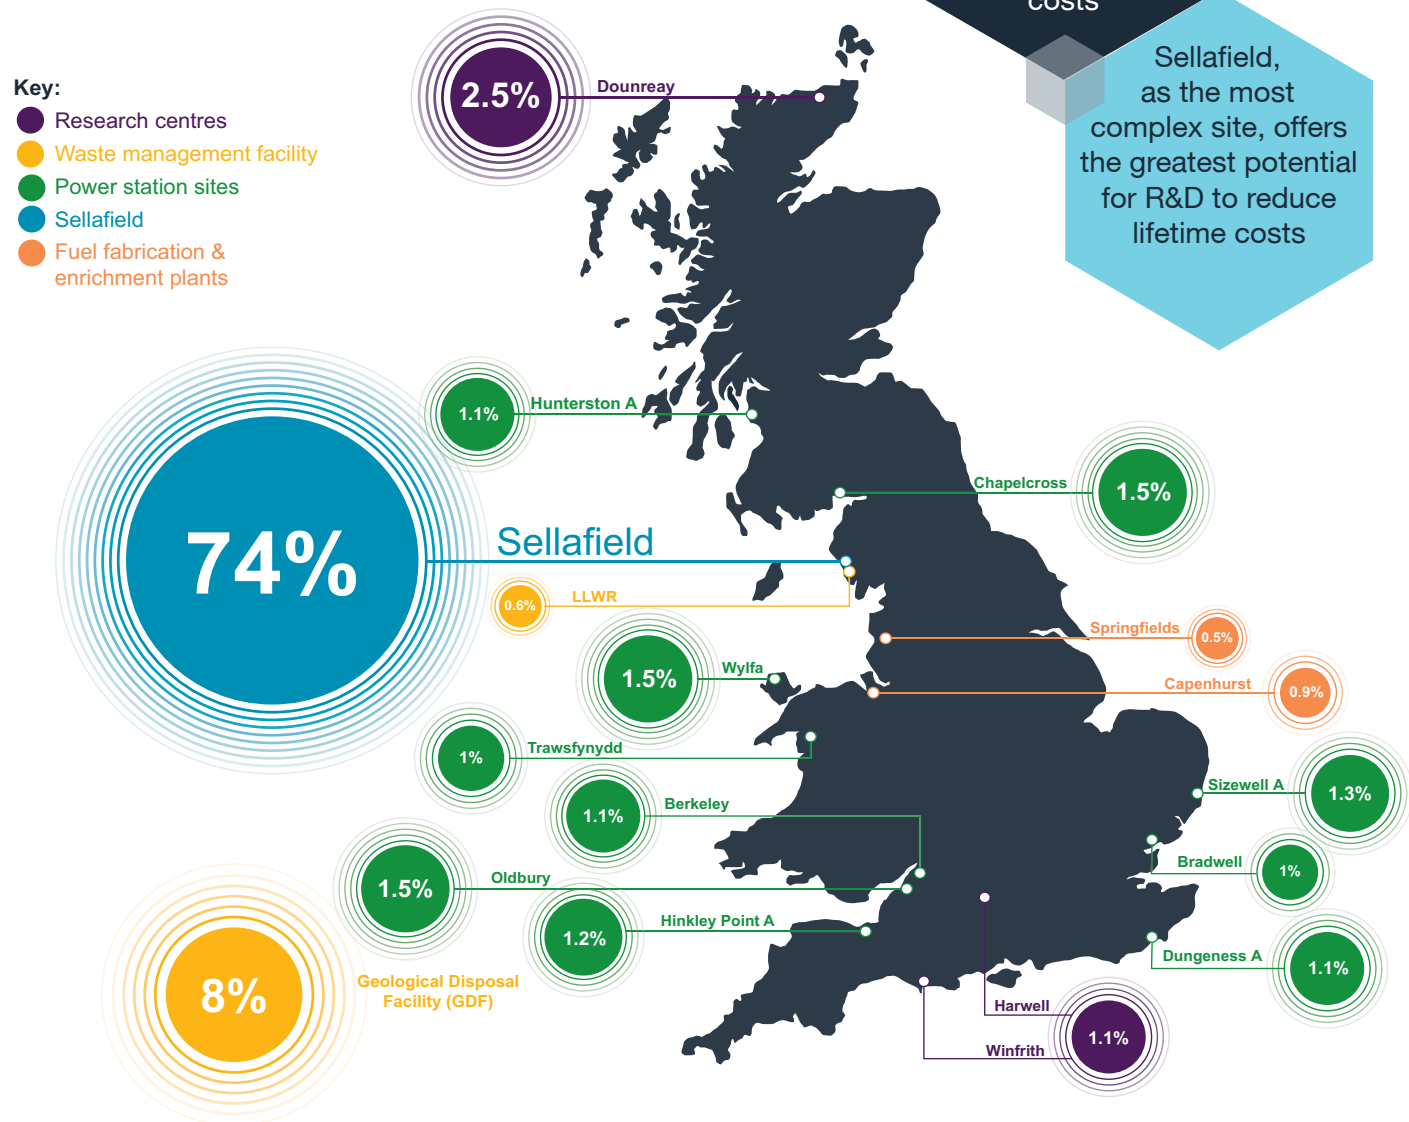 costs
Sellafield,
as the most
complex site, offers
the greatest potential
for R&D to reduce
lifetime costs
Key:
Research centres
Waste management facility
Power station sites
Sellafield
Fuel fabrication &
enrichment plants
2.5%
Dounreay
1.1%
Hunterston A
Chapelcross
1.5%
74%
Sellafield
0.6%
LLWR
Springfields
0.5%
1.5%
Wylfa
Capenhurst
0.9%
1%
Trawsfynydd
Sizewell A
1.3%
1.1%
Berkeley
Bradwell
1%
1.5%
Oldbury
1.2%
Hinkley Point A
Dungeness A
1.1%
8%
Geological Disposal
Facility (GDF)
Harwell
Winfrith
1.1%